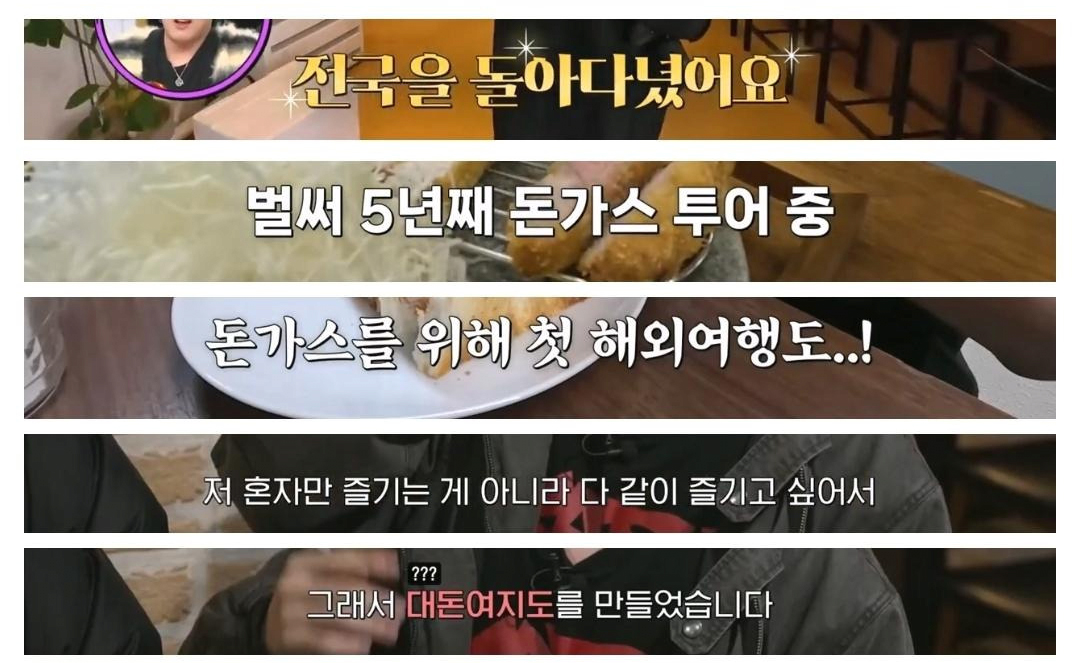 전국을 돌아다녔어요
벌써 5년째 돈가스 투어 중
돈가스를 위해 첫 해외여행도..!
저 혼자만 즐기는 게 아니라 다 같이 즐기고 싶어서
???
그래서 대돈여지도를 만들었습니다